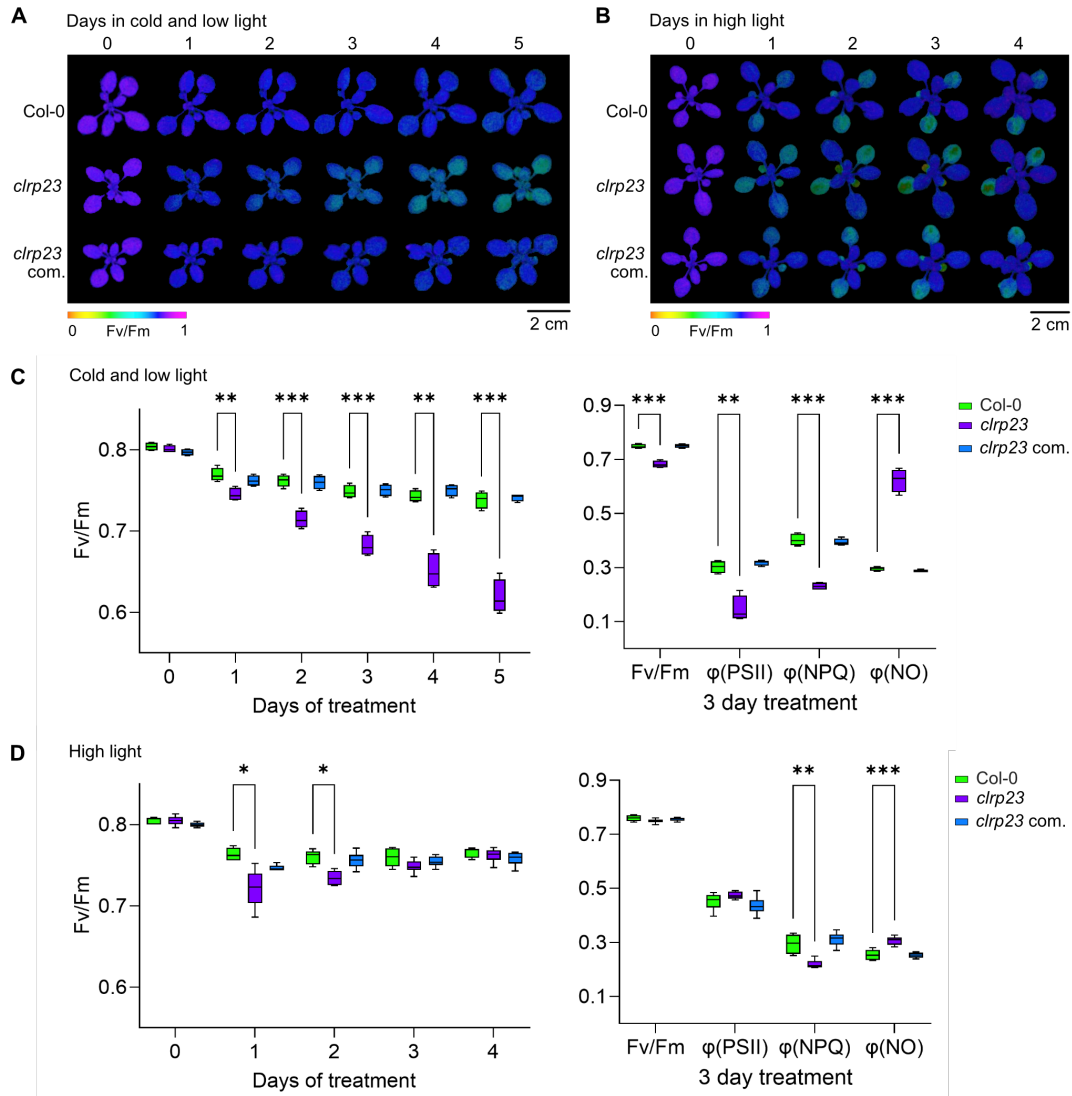 A
Days in cold and low light
0 1 2 3 4 5
Col-0
clrp23
clrp23
com.
0 Fv/Fm 1
2 cm
B
Days in high light
0 1 2 3 4
Col-0
clrp23
clrp23
com.
0 Fv/Fm 1
2 cm
C
Cold and low light
** *** *** ** ***
0.8
0.7
0.6
Fv/Fm
0 1 2 3 4 5
Days of treatment
*** ** *** ***
0.9
0.7
0.5
0.3
0.1
Fv/Fm φ(PSII) φ(NPQ) φ(NO)
3 day treatment
Col-0
clrp23
clrp23 com.
D
High light
* *
0.8
0.7
0.6
Fv/Fm
0 1 2 3 4
Days of treatment
** ***
0.9
0.7
0.5
0.3
0.1
Fv/Fm φ(PSII) φ(NPQ) φ(NO)
3 day treatment
Col-0
clrp23
clrp23 com.